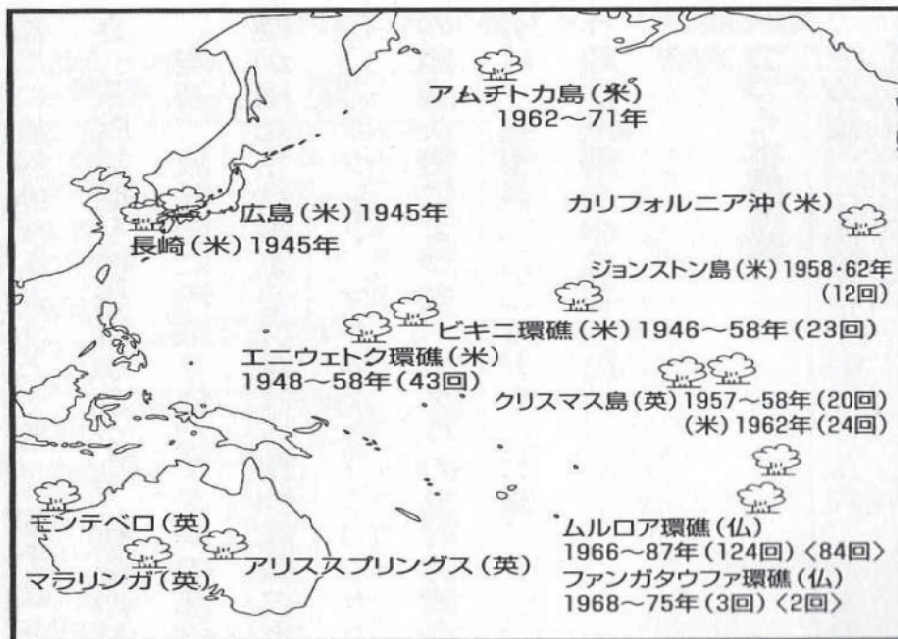 アムチトカ島(米)
1962〜71年
広島(米)1945年
長崎(米)1945年
カリフォルニア沖(米)
ジョンストン島(米)1958・62年
(12回)
ビキニ環礁(米)1946〜58年(23回)
エニウェトク環礁(米)
1948〜58年(43回)
クリスマス島(英)1957〜58年(20回)
(米)1962年(24回)
モンテベロ(英)
マラリンガ(英)
アリススプリングス(英)
ムルロア環礁(仏)
1966〜87年(124回)〈84回〉
ファンガタウファ環礁(仏)
1968〜75年(3回)〈2回〉